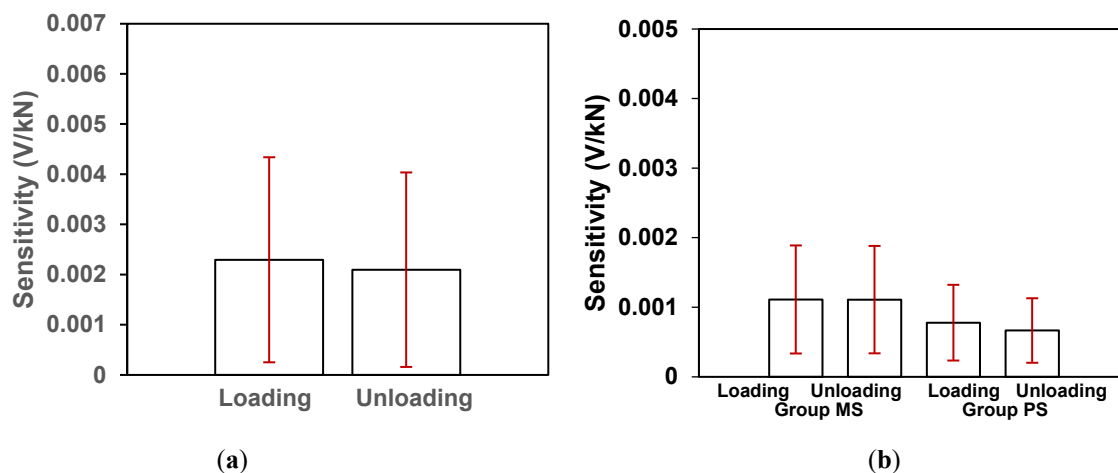 Sensitivity (V/kN)
0.007
0.006
0.005
0.004
0.003
0.002
0.001
0
Loading Unloading
(a)
Sensitivity (V/kN)
0.005
0.004
0.003
0.002
0.001
0
Loading Unloading Loading Unloading
Group MS Group PS
(b)